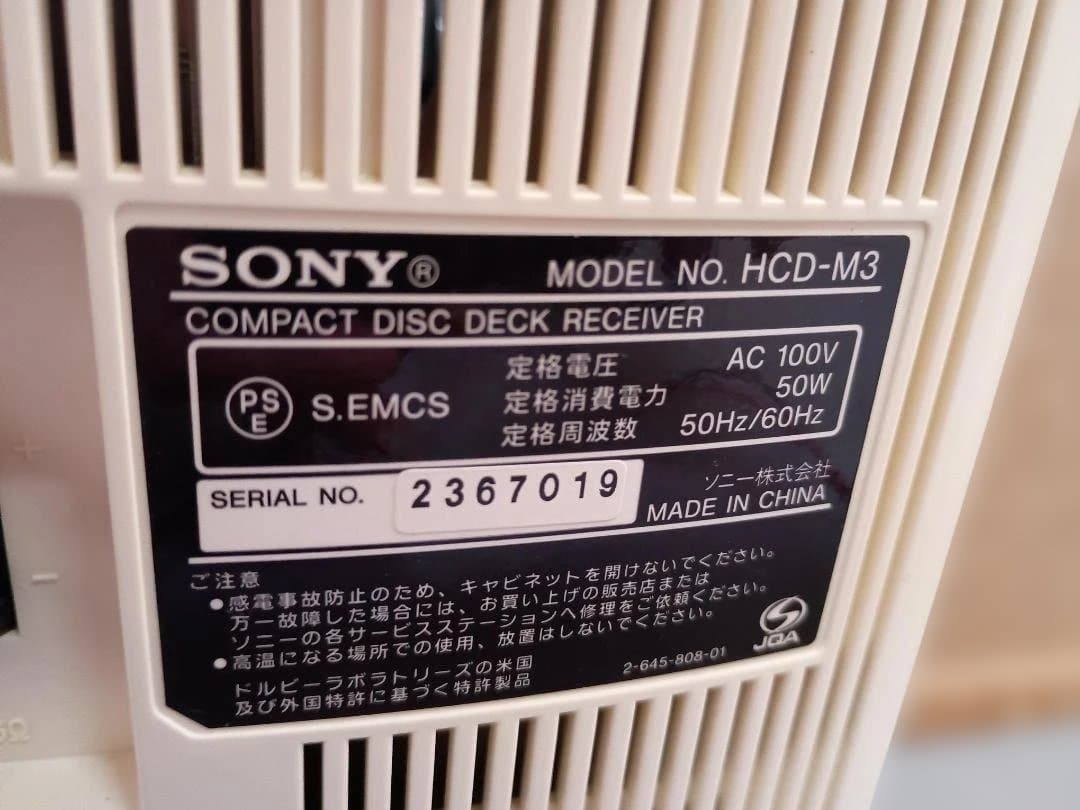 SONY®
MODEL NO. HCD-M3
COMPACT DISC DECK RECEIVER
PSE S.EMCS
定格電圧 AC 100V
定格消費電力 50W
定格周波数 50Hz/60Hz
SERIAL NO. 2367019
ソニー株式会社
MADE IN CHINA
ご注意
●感電事故防止のため、キャビネットを開けないでください。
万一故障した場合には、お買い上げの販売店または
ソニーの各サービスステーションへ修理をご依頼ください。
●高温になる場所での使用、放置はしないでください。
ドルビーラボラトリーズの米国
及び外国特許に基づく特許製品
2-645-808-01
JQA
+
-